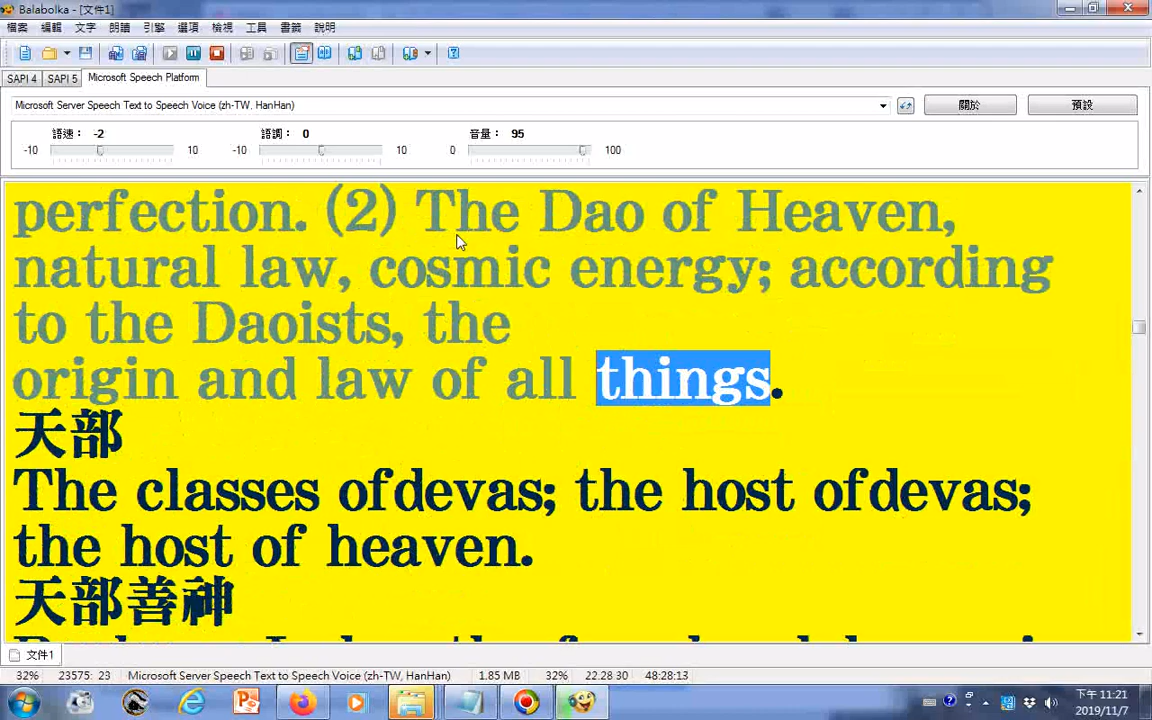 Balabolka - [文件1]
檔案 編輯 文字 朗讀 引擎 選項 檢視 工具 書籤 說明
SAPI 4 SAPI 5 Microsoft Speech Platform
Microsoft Server Speech Text to Speech Voice (zh-TW, HanHan) 關於 預設
語速： -2 語調： 0 音量： 95
-10 10 -10 10 0 100
perfection. (2) The Dao of Heaven,
natural law, cosmic energy; according
to the Daoists, the
origin and law of all things.
天部
The classes ofdevas; the host ofdevas;
the host of heaven.
天部善神
文件1
32% 23575: 23 Microsoft Server Speech Text to Speech Voice (zh-TW, HanHan) 1.85 MB 32% 22:28 30 48:28:13
下午 11:21
2019/11/7